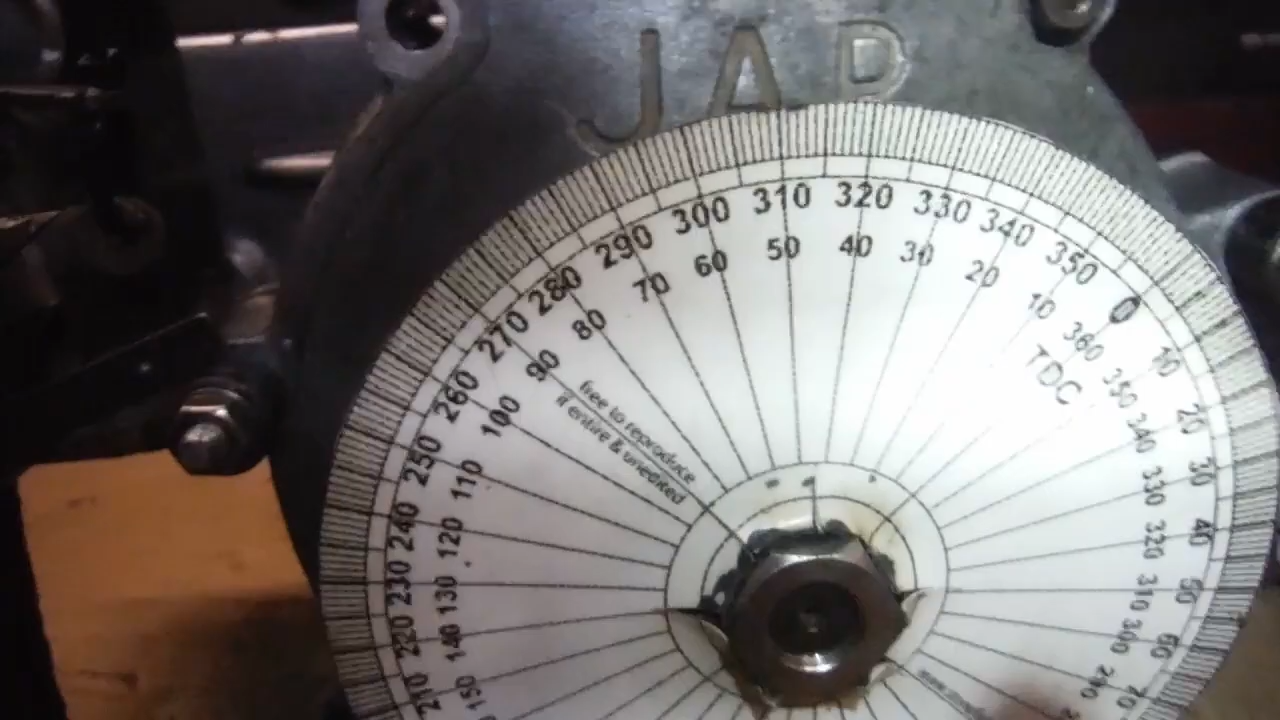 JAP
210 220 230 240 250 260 270 280 290 300 310 320 330 340 350 0 10 20 30 40 50 60 70
150 140 130 120 110 100 90 80 70 60 50 40 30 20 10 360 350 340 330 320 310 300 290
TDC
free to reproduce
if entire & unedited